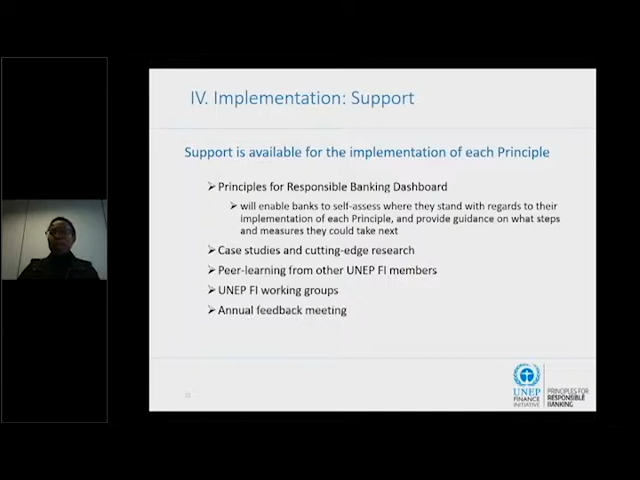 IV. Implementation: Support
Support is available for the implementation of each Principle
Principles for Responsible Banking Dashboard
will enable banks to self-assess where they stand with regards to their
implementation of each Principle, and provide guidance on what steps
and measures they could take next
Case studies and cutting-edge research
Peer-learning from other UNEP FI members
UNEP FI working groups
Annual feedback meeting
UNEP
FINANCE
INITIATIVE
PRINCIPLES FOR
RESPONSIBLE
BANKING